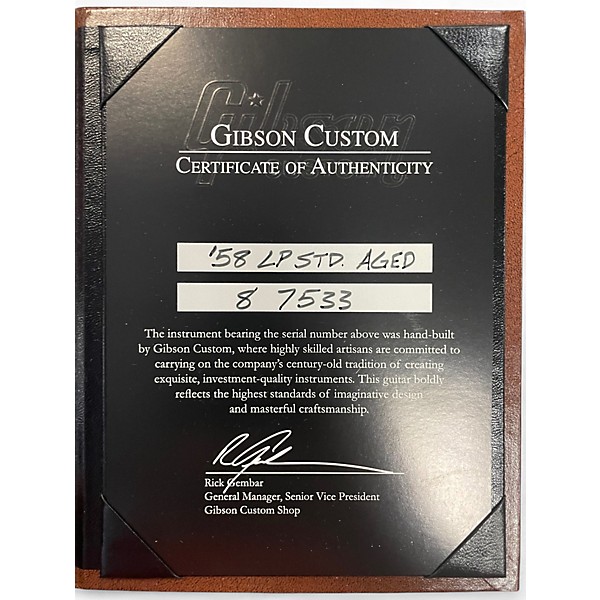 Gibson
CUSTOM
GIBSON CUSTOM
CERTIFICATE OF AUTHENTICITY
'58 LP STD. AGED
8 7533
The instrument bearing the serial number above was hand-built
by Gibson Custom, where highly skilled artisans are committed to
carrying on the company's century-old tradition of creating
exquisite, investment-quality instruments. This guitar boldly
reflects the highest standards of imaginative design
and masterful craftsmanship.
Rick Gembar
General Manager, Senior Vice President
Gibson Custom Shop